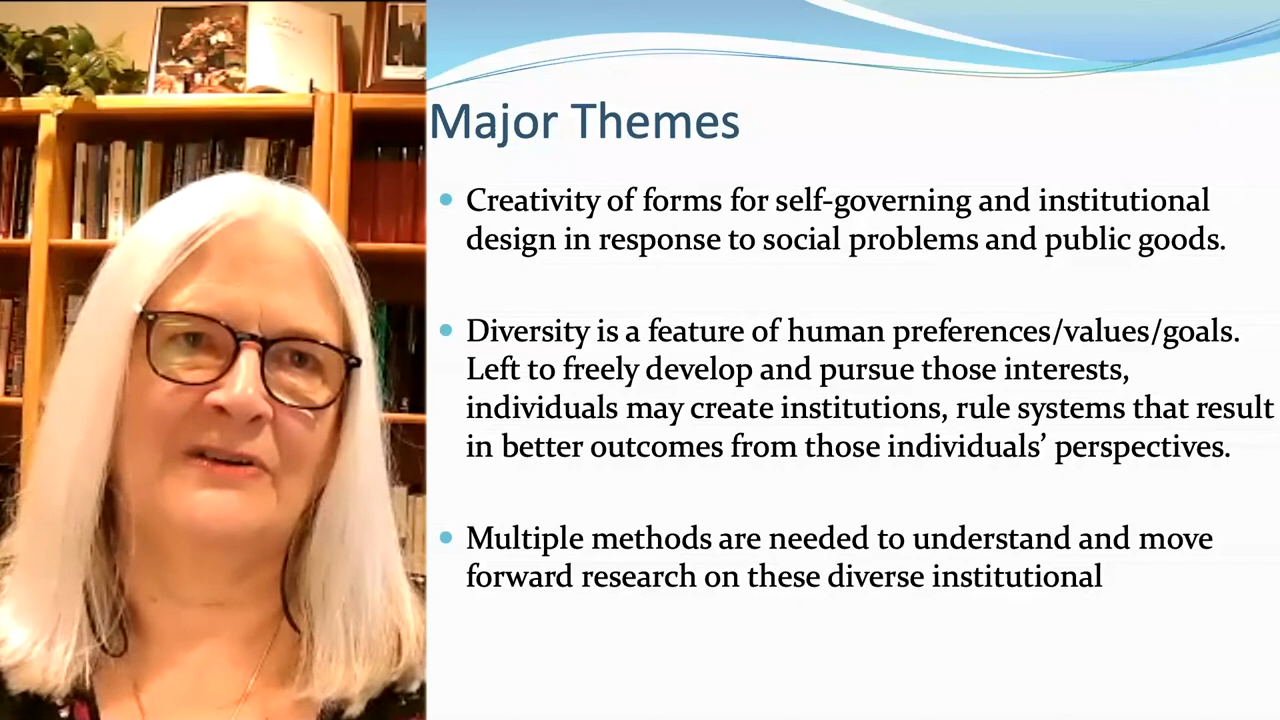 Major Themes
Creativity of forms for self-governing and institutional
design in response to social problems and public goods.
Diversity is a feature of human preferences/values/goals.
Left to freely develop and pursue those interests,
individuals may create institutions, rule systems that result
in better outcomes from those individuals’ perspectives.
Multiple methods are needed to understand and move
forward research on these diverse institutional